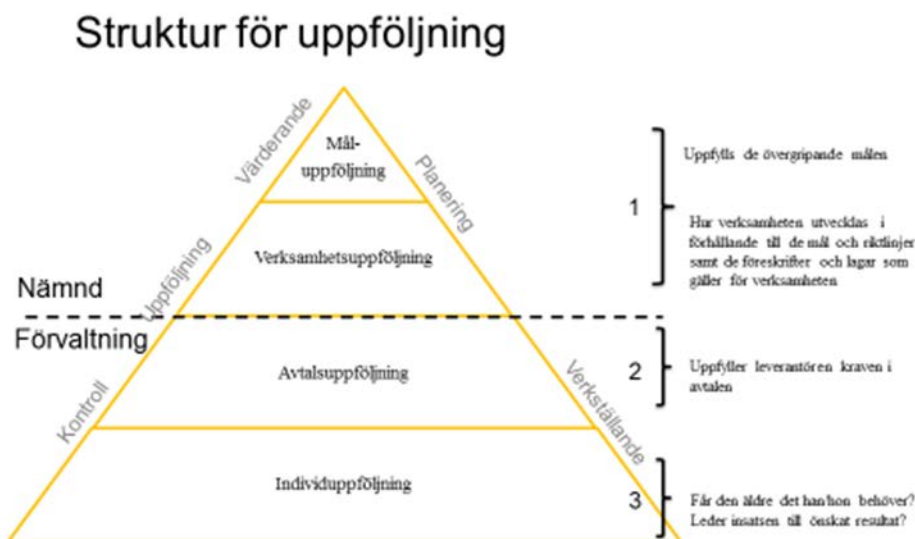 Struktur för uppföljning
Värderande
Mål-
uppföljning
Planering
Uppfylls de övergripande målen
1
Hur verksamheten utvecklas i
förhållande till de mål och riktlinjer
samt de föreskrifter och lagar som
gäller för verksamheten
Verksamhetsuppföljning
Uppföljning
Nämnd
Förvaltning
Avtalsuppföljning
Verkställande
2
Uppfyller leverantören kraven i
avtalen
Kontroll
Individuppföljning
3
Får den äldre det han/hon behöver?
Leder insatsen till önskat resultat?